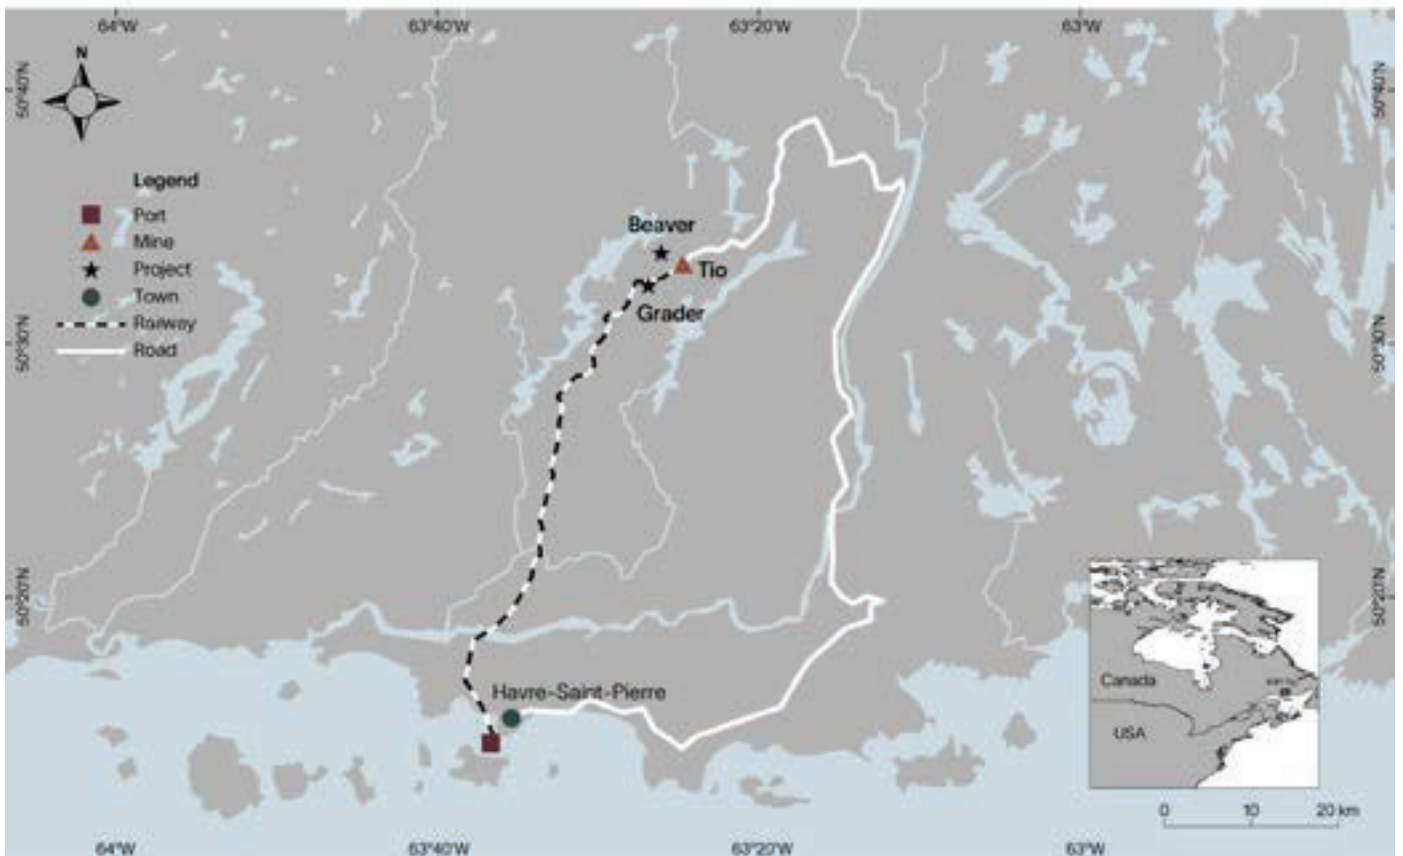 64°W 63°40'W 63°20'W 63°W
N
50°40'N 50°40'N
Legend
Port
Mine
Project
Town
Railway
Road
Beaver
Tio
Grader
50°30'N 50°30'N
50°20'N 50°20'N
Havre-Saint-Pierre
Canada
USA
0 10 20 km
64°W 63°40'W 63°20'W 63°W